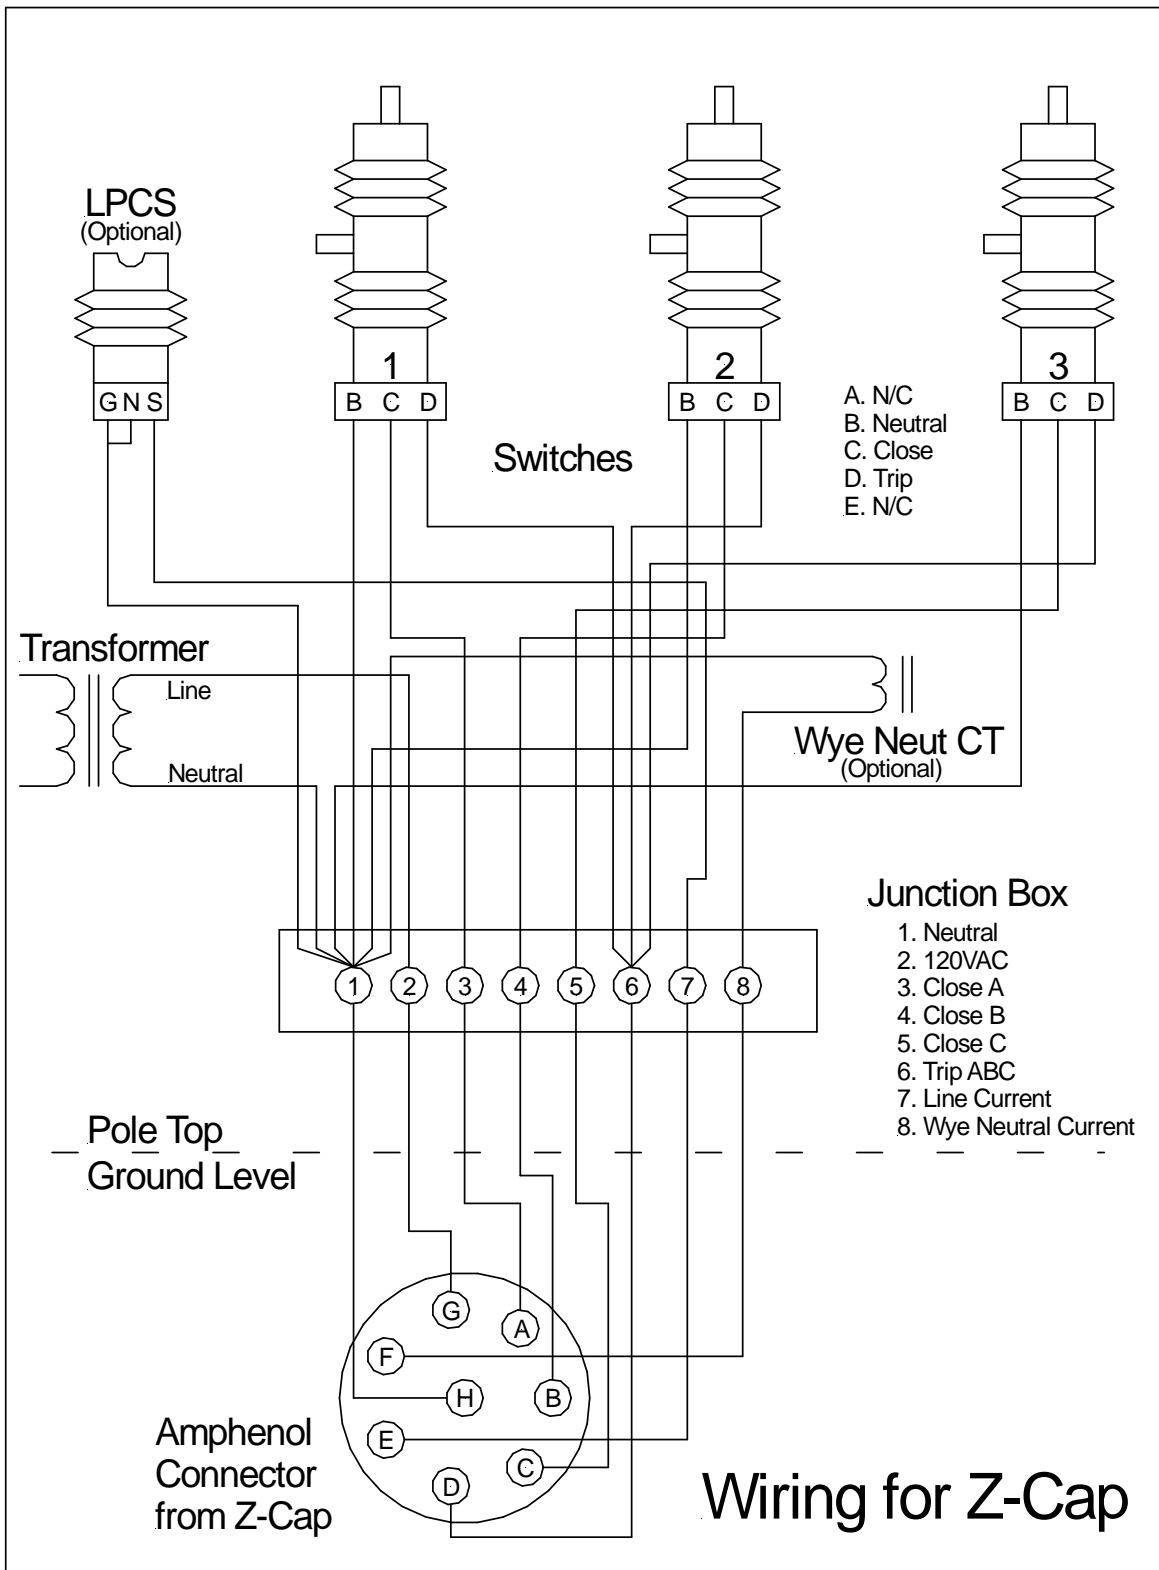 LPCS
(Optional)
G N S
1
B C D
2
B C D
3
B C D
A. N/C
B. Neutral
C. Close
D. Trip
E. N/C
Switches
Transformer
Line
Neutral
Wye Neut CT
(Optional)
Junction Box
1. Neutral
2. 120VAC
3. Close A
4. Close B
5. Close C
6. Trip ABC
7. Line Current
8. Wye Neutral Current
1 2 3 4 5 6 7 8
Pole Top
Ground Level
G
A
F
H
B
E
C
D
Amphenol
Connector
from Z-Cap
Wiring for Z-Cap